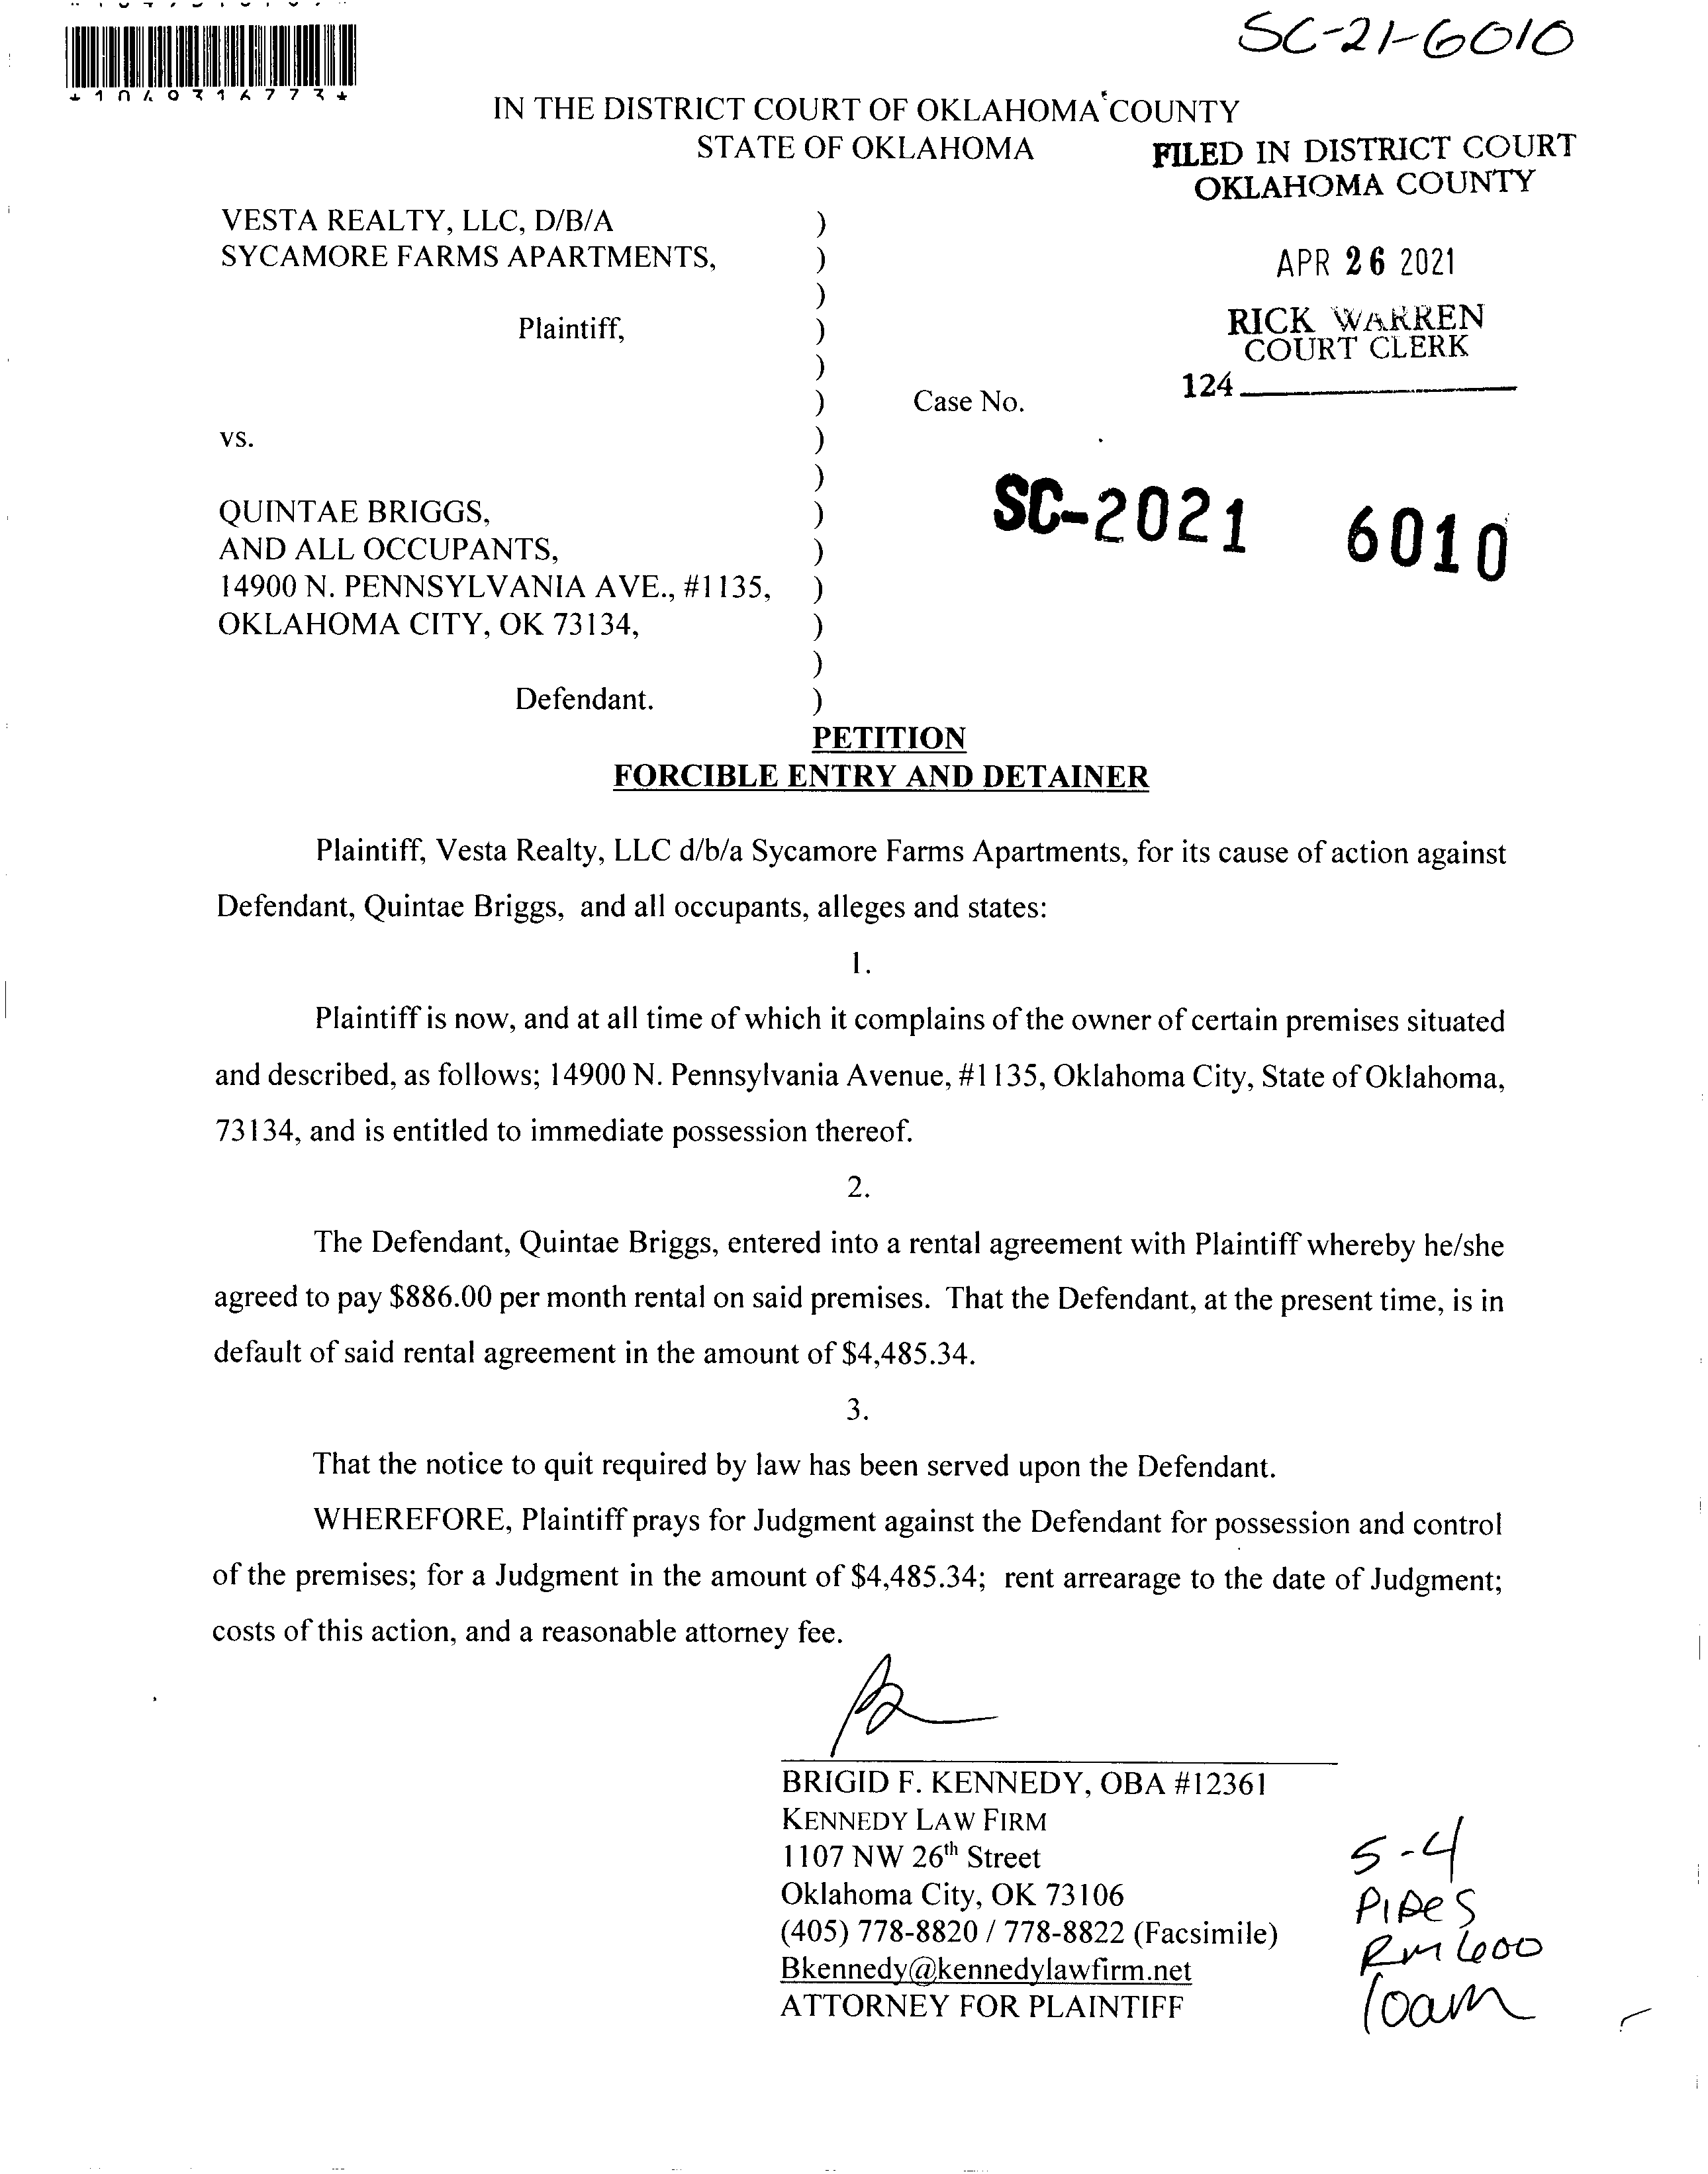 SC-21-6010
IN THE DISTRICT COURT OF OKLAHOMA COUNTY
STATE OF OKLAHOMA
FILED IN DISTRICT COURT
OKLAHOMA COUNTY
VESTA REALTY, LLC, D/B/A )
SYCAMORE FARMS APARTMENTS, )
APR 26 2021
)
Plaintiff, )
RICK WARREN
COURT CLERK
)
124
) Case No.
vs. )
)
SC-2021 6010
QUINTAE BRIGGS, )
AND ALL OCCUPANTS, )
14900 N. PENNSYLVANIA AVE., #1135, )
OKLAHOMA CITY, OK 73134, )
)
Defendant. )
PETITION
FORCIBLE ENTRY AND DETAINER
Plaintiff, Vesta Realty, LLC d/b/a Sycamore Farms Apartments, for its cause of action against
Defendant, Quintae Briggs, and all occupants, alleges and states:
1.
Plaintiff is now, and at all time of which it complains of the owner of certain premises situated
and described, as follows; 14900 N. Pennsylvania Avenue, #1135, Oklahoma City, State of Oklahoma,
73134, and is entitled to immediate possession thereof.
2.
The Defendant, Quintae Briggs, entered into a rental agreement with Plaintiff whereby he/she
agreed to pay $886.00 per month rental on said premises. That the Defendant, at the present time, is in
default of said rental agreement in the amount of $4,485.34.
3.
That the notice to quit required by law has been served upon the Defendant.
WHEREFORE, Plaintiff prays for Judgment against the Defendant for possession and control
of the premises; for a Judgment in the amount of $4,485.34; rent arrearage to the date of Judgment;
costs of this action, and a reasonable attorney fee.
BRIGID F. KENNEDY, OBA #12361
KENNEDY LAW FIRM
1107 NW 26th Street
Oklahoma City, OK 73106
(405) 778-8820 / 778-8822 (Facsimile)
Bkennedy@kennedylawfirm.net
ATTORNEY FOR PLAINTIFF
5-4
Pipes
Rm 600
10am